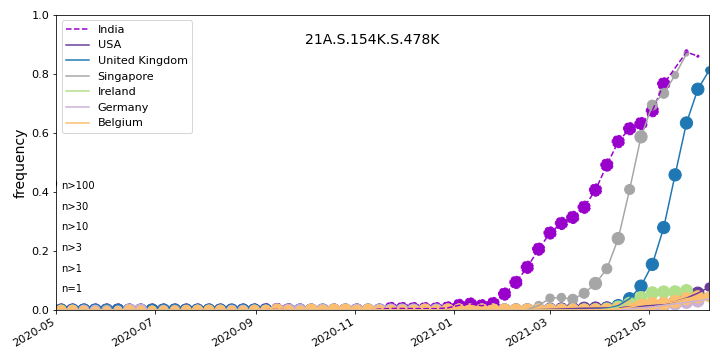 21A.S.154K.S.478K
India
USA
United Kingdom
Singapore
Ireland
Germany
Belgium
n>100
n>30
n>10
n>3
n>1
n=1
frequency
1.0
0.8
0.6
0.4
0.2
0.0
2020-05
2020-07
2020-09
2020-11
2021-01
2021-03
2021-05